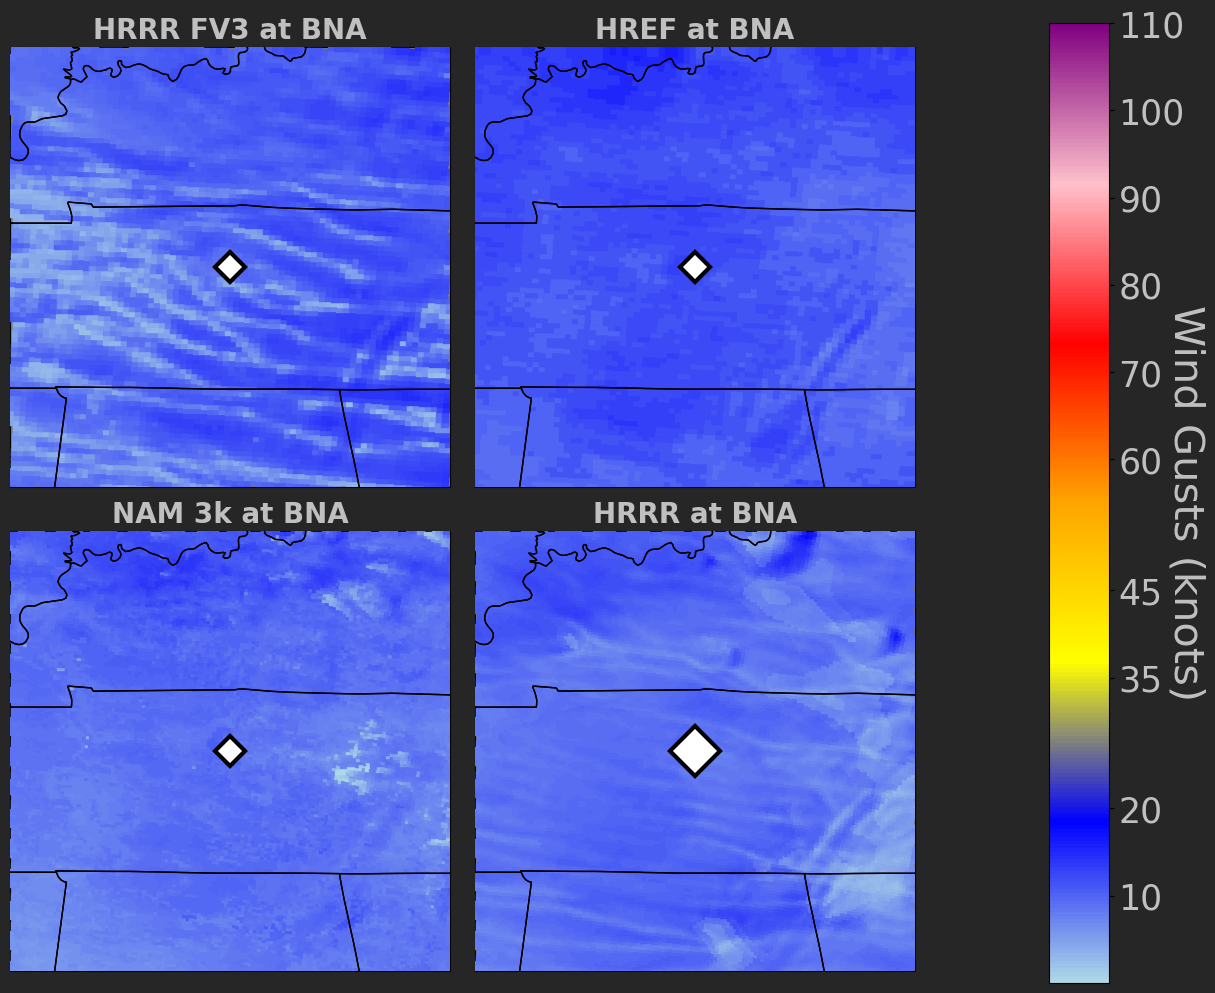 HRRR FV3 at BNA
HREF at BNA
NAM 3k at BNA
HRRR at BNA
110
100
90
80
70
60
45
35
20
10
Wind Gusts (knots)